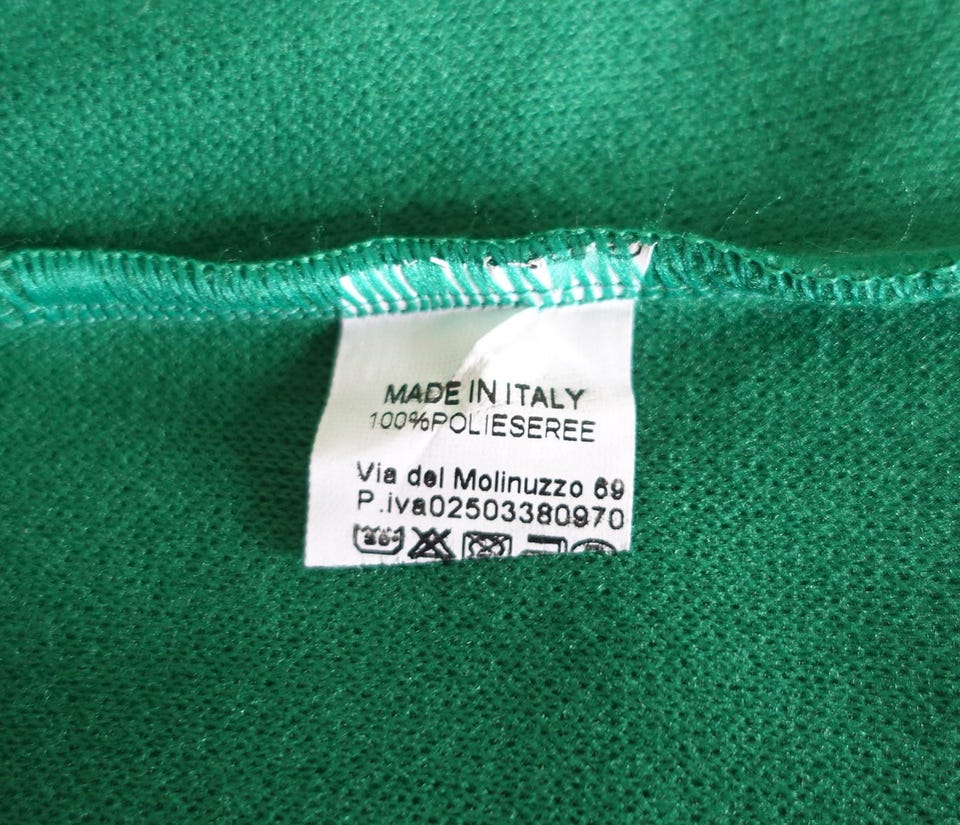 MADE IN ITALY
100%POLIESEREE
Via del Molinuzzo 69
P.iva02503380970